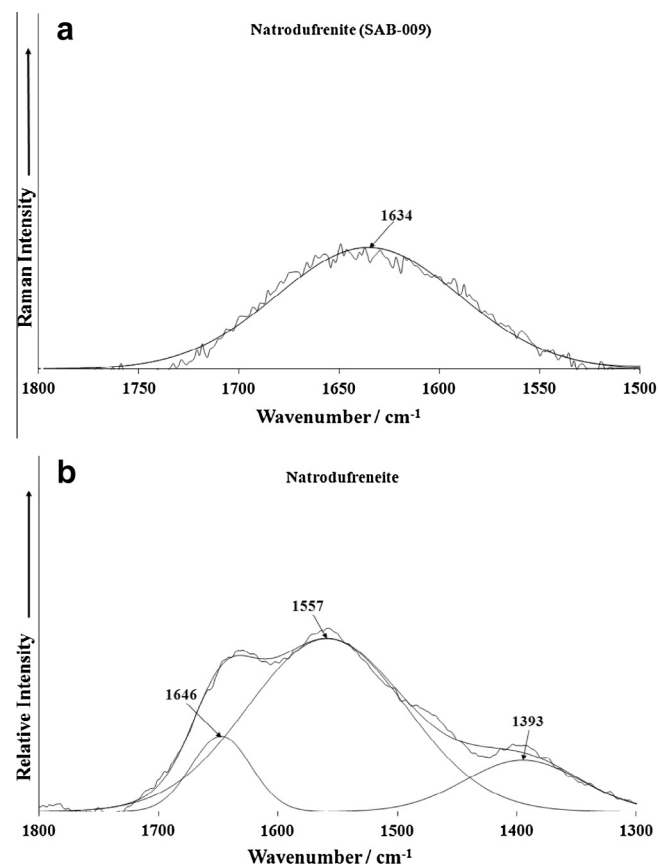 a
Natrodufrenite (SAB-009)
Raman Intensity
1634
1800 1750 1700 1650 1600 1550 1500
Wavenumber / cm-1
b
Natrodufreneite
Relative Intensity
1557
1646
1393
1800 1700 1600 1500 1400 1300
Wavenumber / cm-1